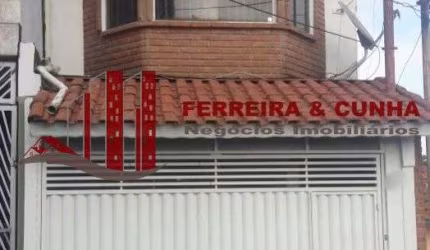 FERREIRA & CUNHA
Negócios Imobiliários